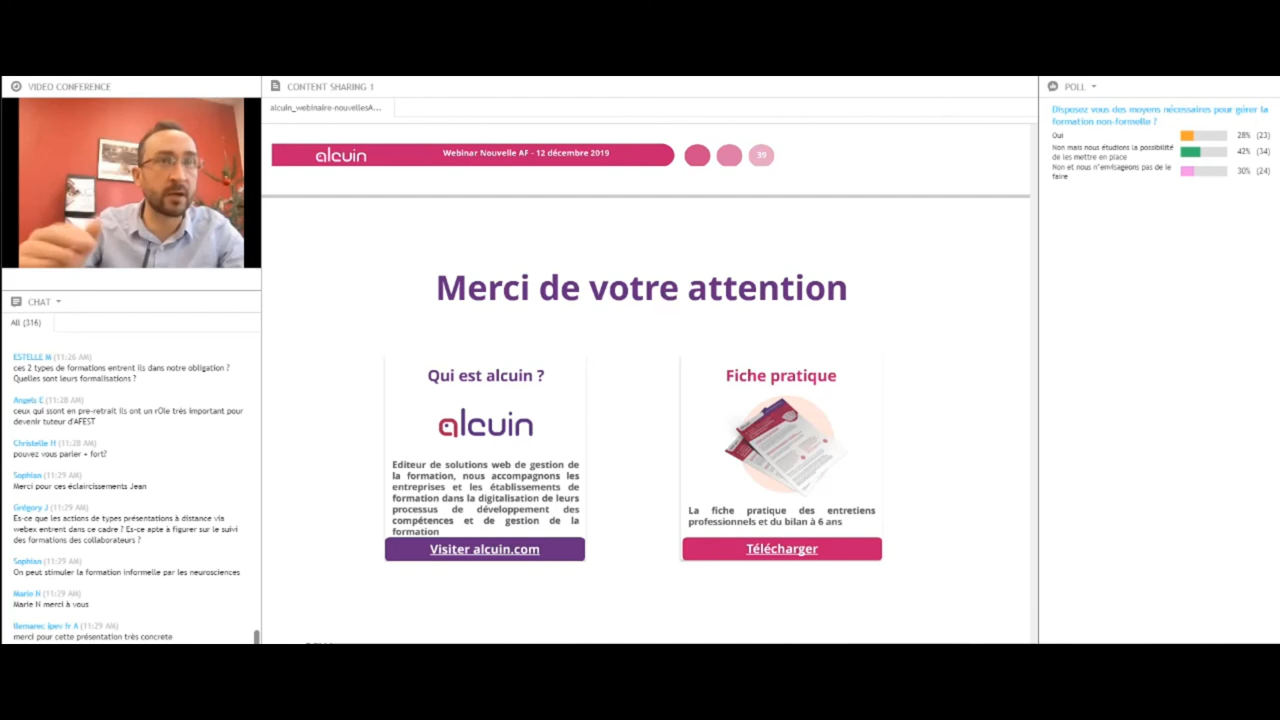 VIDEO CONFERENCE
CHAT
All (316)
ESTELLE M (11:26 AM)
ces 2 types de formations entrent ils dans notre obligation ?
Quelles sont leurs formalisations ?
Angels E (11:28 AM)
ceux qui ssont en pre-retrait ils ont un rOle trés important pour
devenir tuteur d'AFEST
Christelle H (11:28 AM)
pouvez vous parler + fort?
Sophian (11:29 AM)
Merci pour ces éclaircissements Jean
Grégory J (11:29 AM)
Es-ce que les actions de types présentations à distance via
webex entrent dans ce cadre ? Es-ce apte à figurer sur le suivi
des formations des collaborateurs ?
Sophian (11:29 AM)
On peut stimuler la formation informelle par les neurosciences
Marie N (11:29 AM)
Marie N merci à vous
llemarec ipev fr A (11:29 AM)
merci pour cette présentation très concrete
CONTENT SHARING 1
alcuin_webinaire-nouvellesA...
alcuin
Webinar Nouvelle AF - 12 décembre 2019
39
Merci de votre attention
Qui est alcuin ?
alcuin
Editeur de solutions web de gestion de
la formation, nous accompagnons les
entreprises et les établissements de
formation dans la digitalisation de leurs
processus de développement des
compétences et de gestion de la
formation
Visiter alcuin.com
Fiche pratique
La fiche pratique des entretiens
professionnels et du bilan à 6 ans
Télécharger
POLL
Disposez vous des moyens nécessaires pour gérer la
formation non-formelle ?
Oui 28% (23)
Non mais nous étudions la possibilité
de les mettre en place 42% (34)
Non et nous n'envisageons pas de le
faire 30% (24)